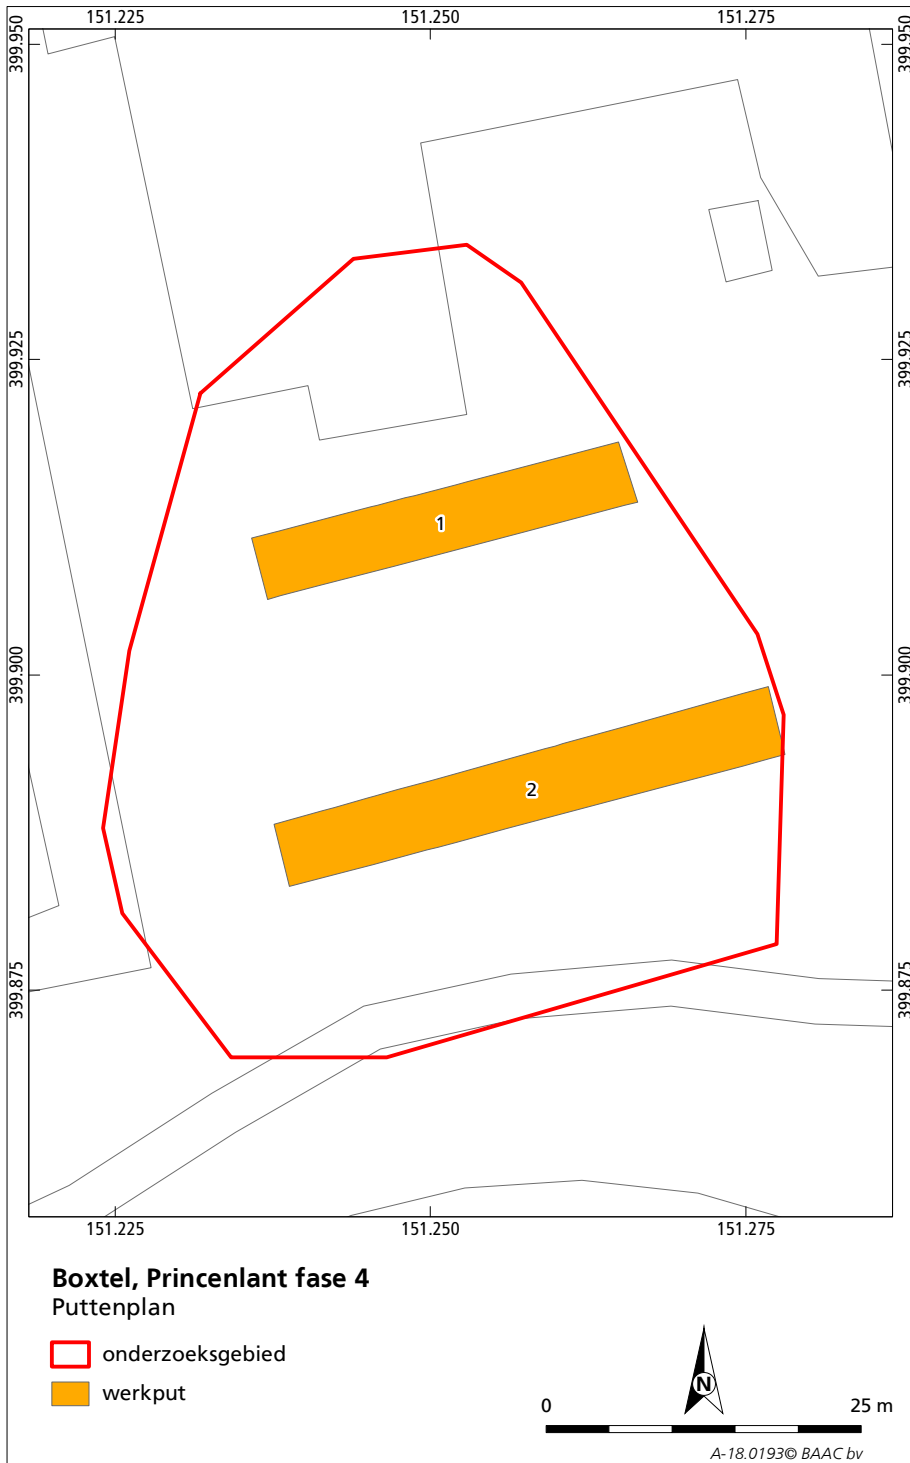 151.225 151.250 151.275
399.950 399.950
399.925 399.925
1
399.900 399.900
2
399.875 399.875
151.225 151.250 151.275
Boxtel, Princenlant fase 4
Puttenplan
onderzoeksgebied
werkput
N
0 25 m
A-18.0193© BAAC bv